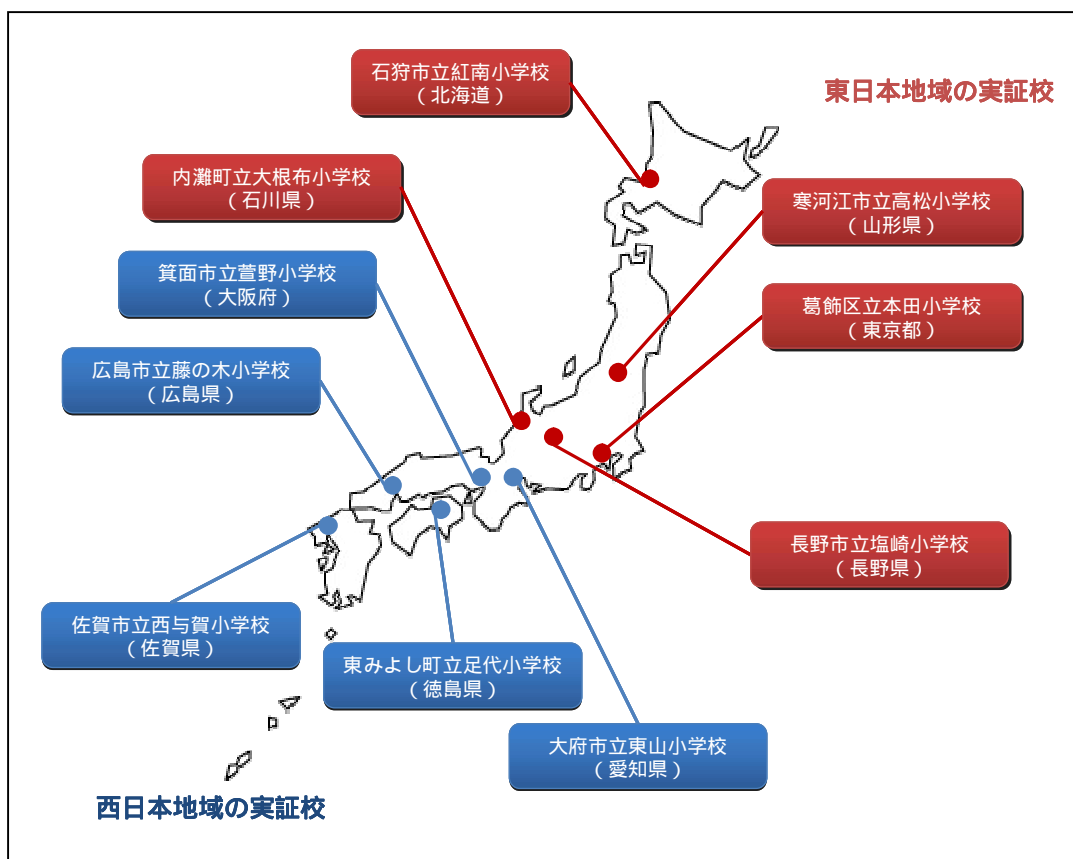 石狩市立紅南小学校
（北海道）
東日本地域の実証校
内灘町立大根布小学校
（石川県）
寒河江市立高松小学校
（山形県）
箕面市立萱野小学校
（大阪府）
葛飾区立本田小学校
（東京都）
広島市立藤の木小学校
（広島県）
長野市立塩崎小学校
（長野県）
佐賀市立西与賀小学校
（佐賀県）
東みよし町立足代小学校
（徳島県）
大府市立東山小学校
（愛知県）
西日本地域の実証校